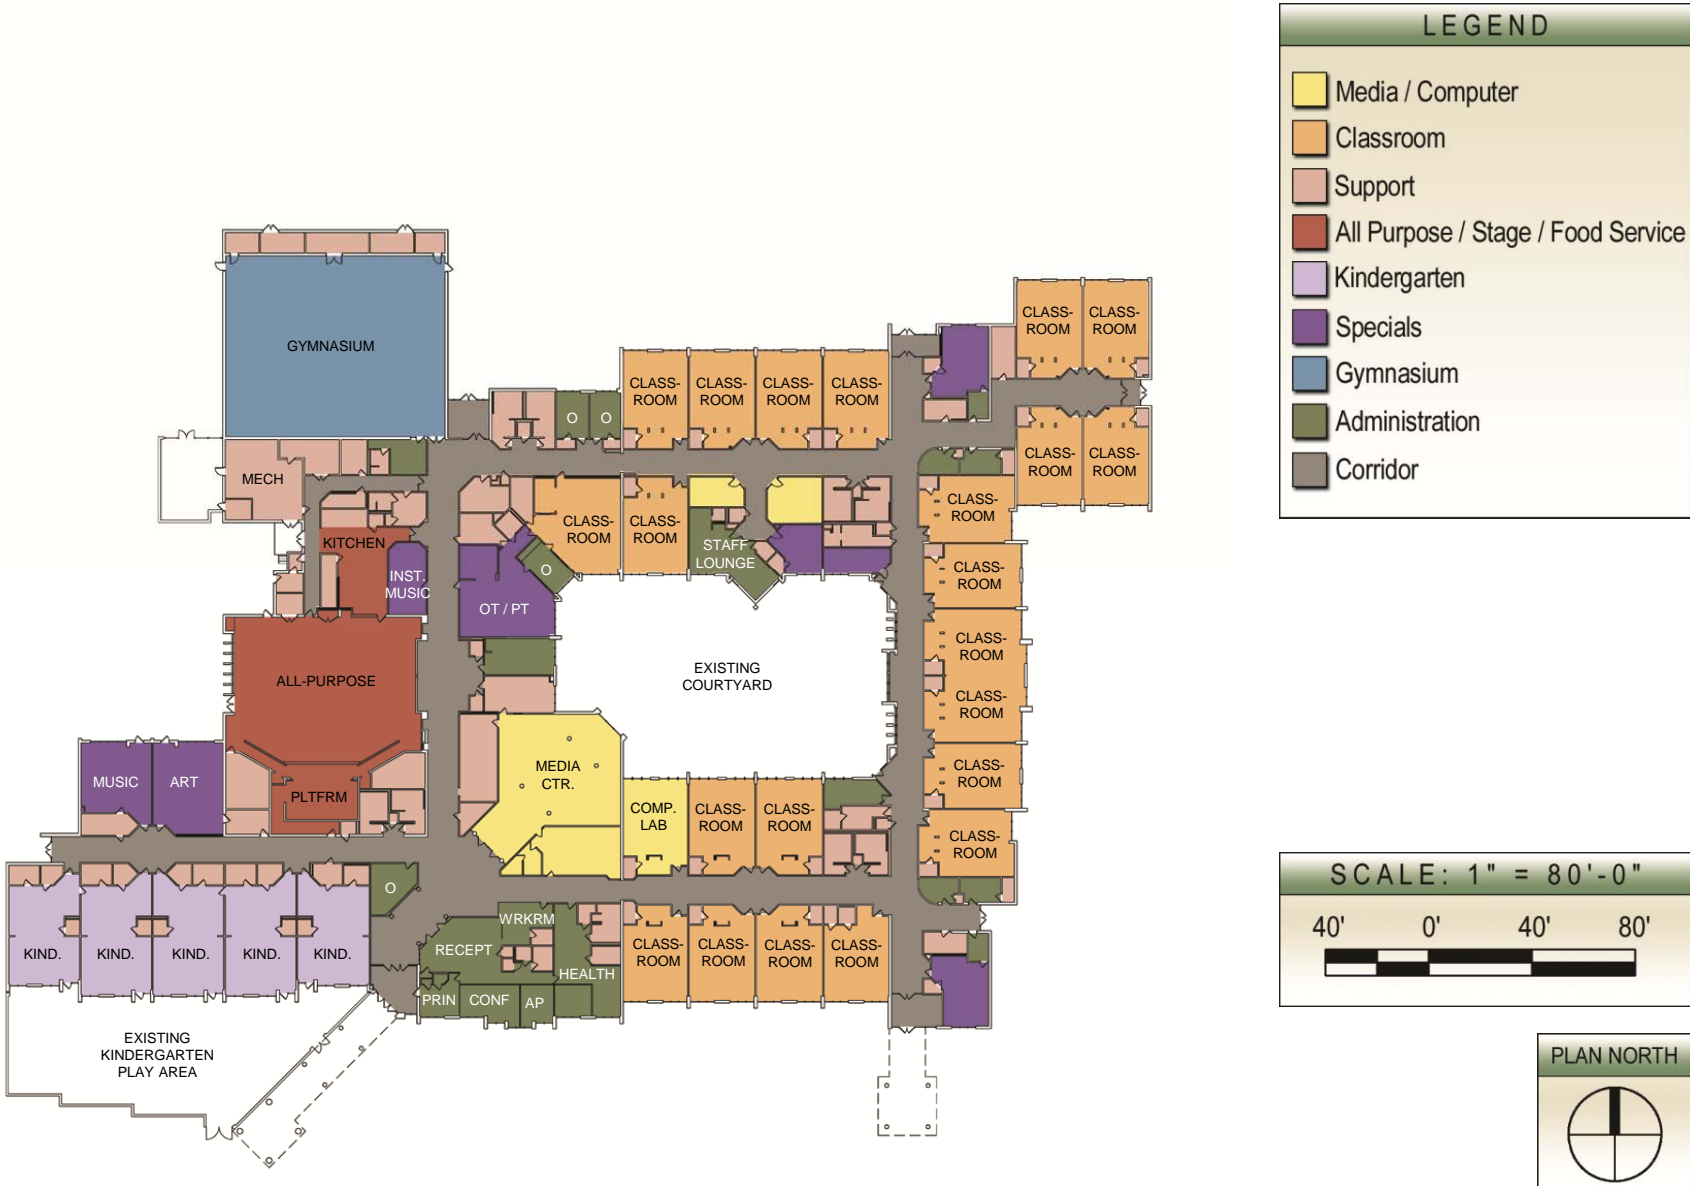 LEGEND
Media / Computer
Classroom
Support
All Purpose / Stage / Food Service
Kindergarten
Specials
Gymnasium
Administration
Corridor
GYMNASIUM
CLASS-
ROOM
CLASS-
ROOM
CLASS-
ROOM
CLASS-
ROOM
CLASS-
ROOM
CLASS-
ROOM
O
O
CLASS-
ROOM
CLASS-
ROOM
MECH
CLASS-
ROOM
CLASS-
ROOM
CLASS-
ROOM
KITCHEN
STAFF
LOUNGE
INST.
MUSIC
O
CLASS-
ROOM
OT / PT
CLASS-
ROOM
EXISTING
COURTYARD
ALL-PURPOSE
CLASS-
ROOM
MUSIC
ART
MEDIA
CTR.
CLASS-
ROOM
PLTFRM
COMP.
LAB
CLASS-
ROOM
CLASS-
ROOM
CLASS-
ROOM
O
WRKRM
RECEPT
KIND.
KIND.
KIND.
KIND.
KIND.
HEALTH
CLASS-
ROOM
CLASS-
ROOM
CLASS-
ROOM
CLASS-
ROOM
PRIN
CONF
AP
EXISTING
KINDERGARTEN
PLAY AREA
SCALE: 1" = 80'-0"
40' 0' 40' 80'
PLAN NORTH